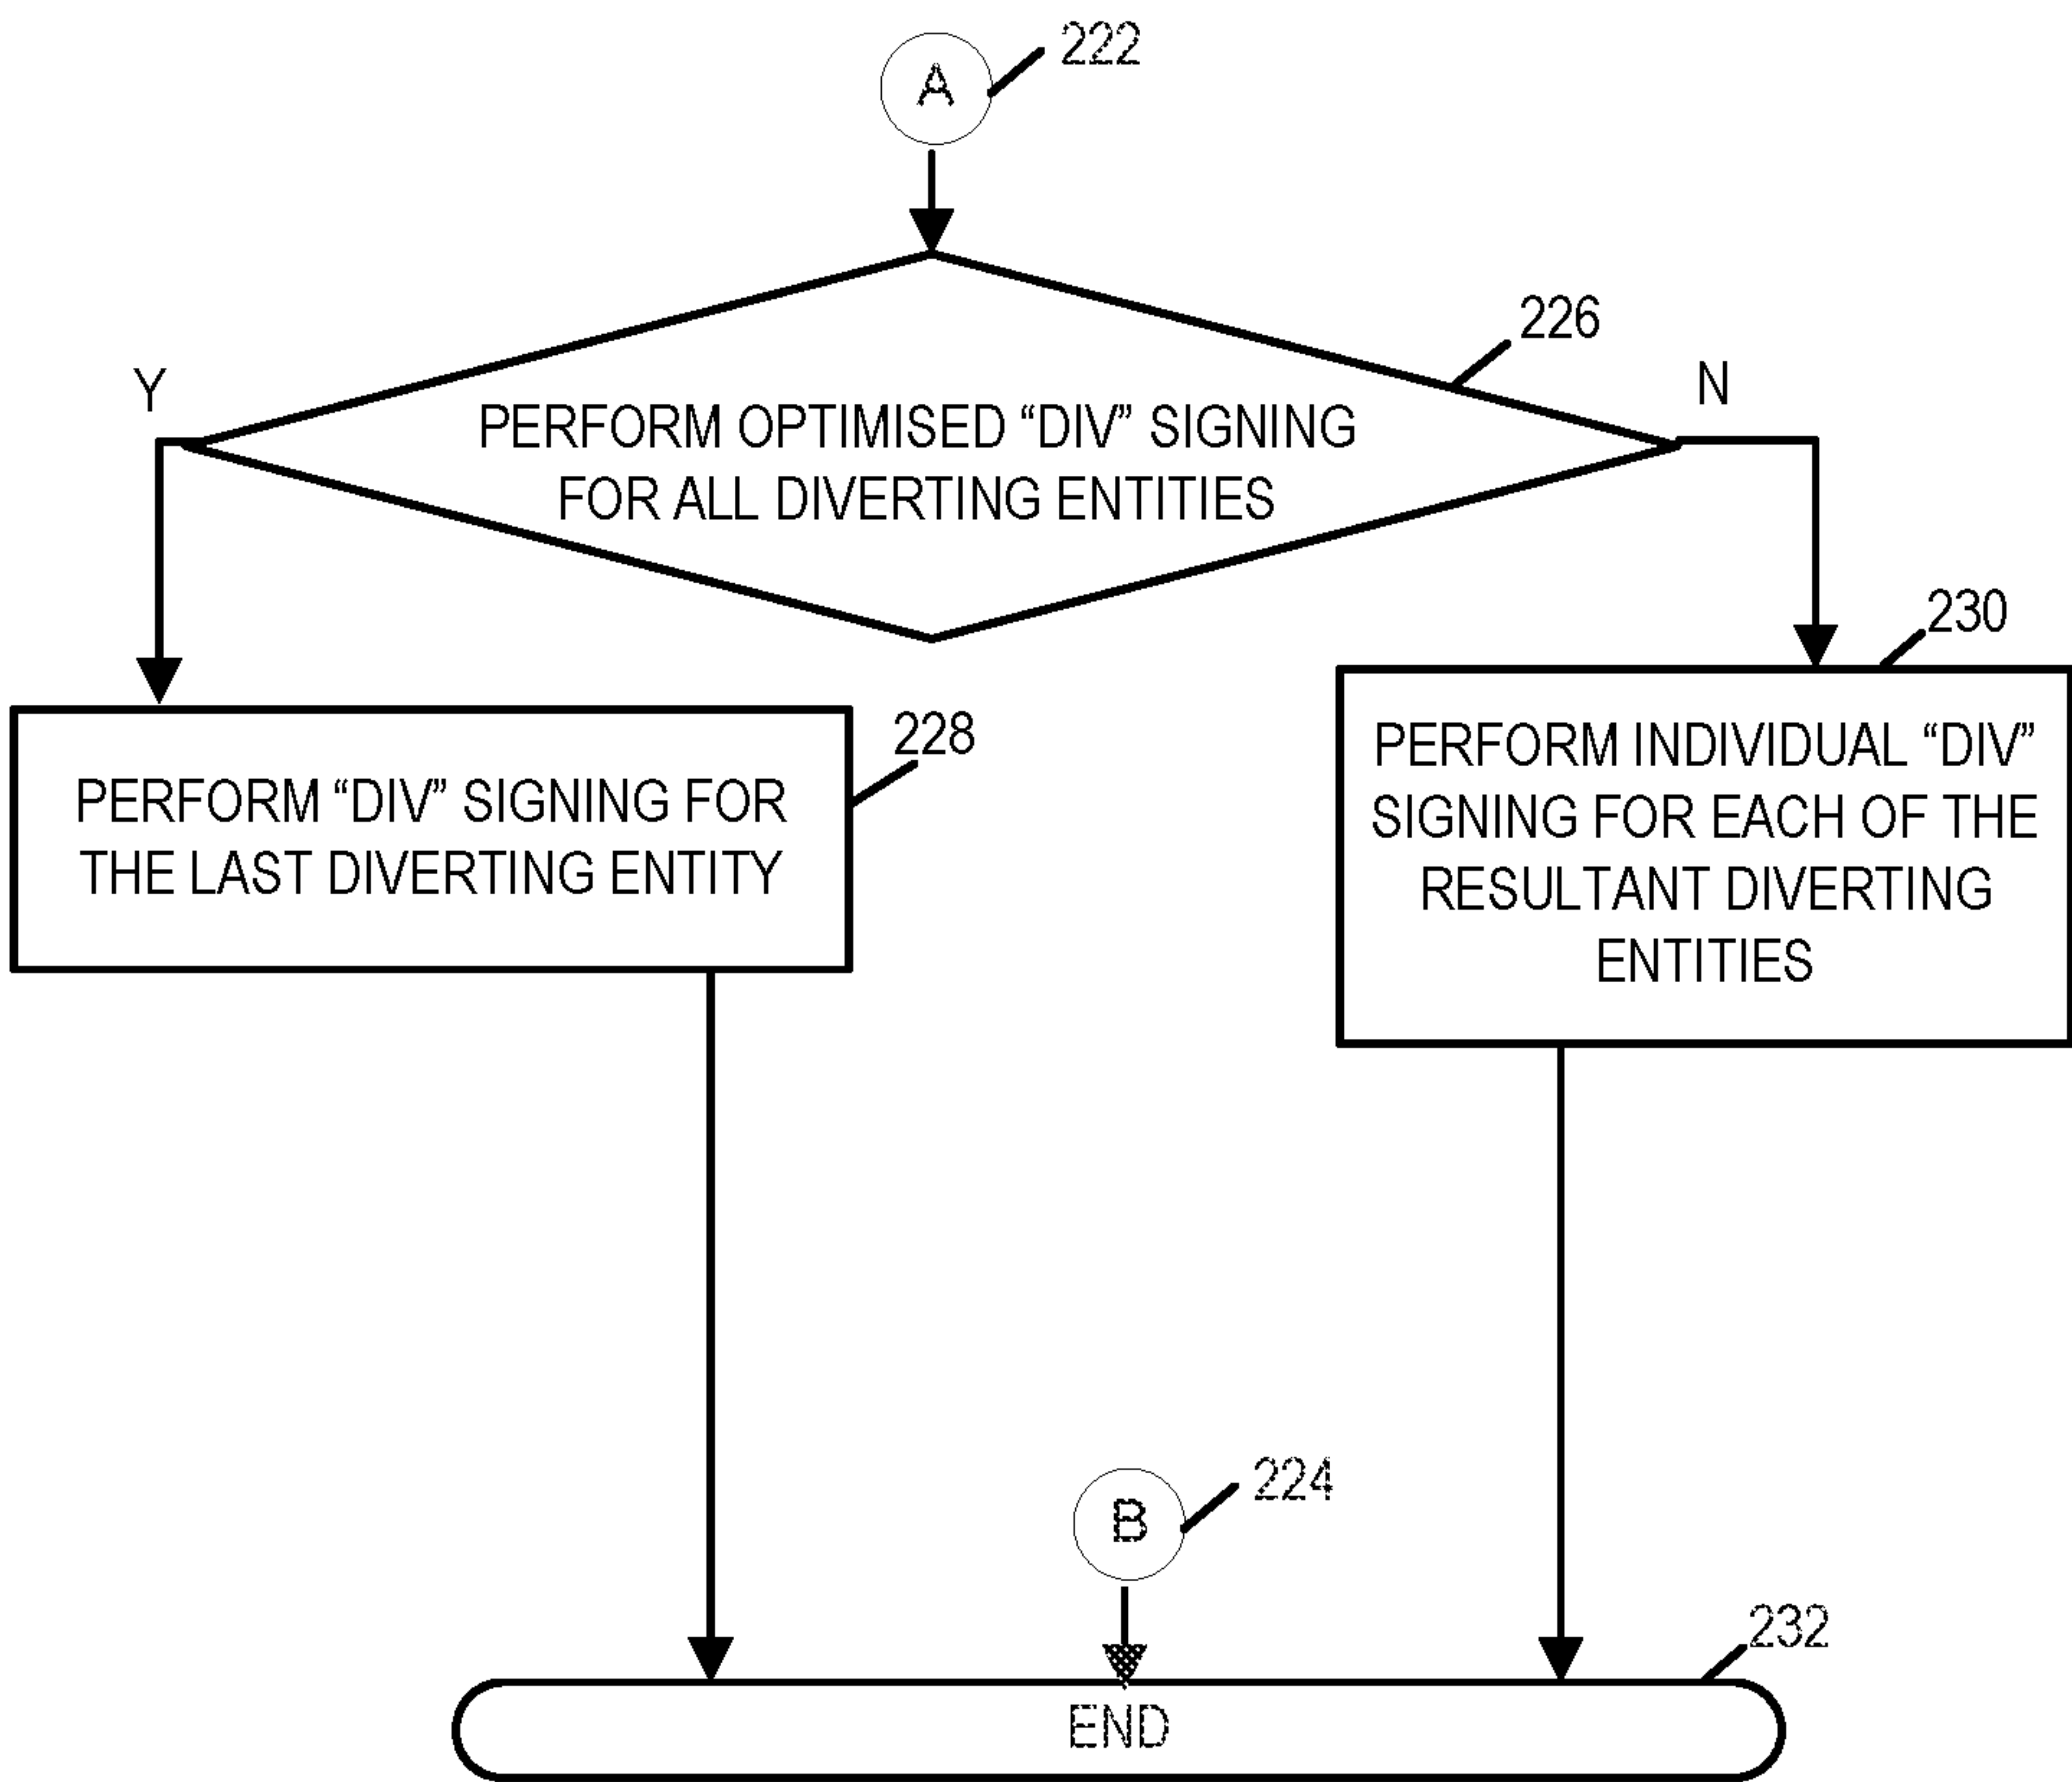 A
222
226
Y
N
PERFORM OPTIMISED “DIV” SIGNING
FOR ALL DIVERTING ENTITIES
230
228
PERFORM “DIV” SIGNING FOR
THE LAST DIVERTING ENTITY
PERFORM INDIVIDUAL “DIV”
SIGNING FOR EACH OF THE
RESULTANT DIVERTING
ENTITIES
B
224
232
END